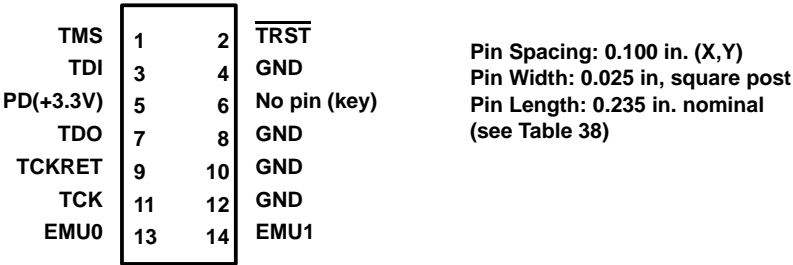 TMS 1 2 TRST
TDI 3 4 GND
PD(+3.3V) 5 6 No pin (key)
TDO 7 8 GND
TCKRET 9 10 GND
TCK 11 12 GND
EMU0 13 14 EMU1
Pin Spacing: 0.100 in. (X,Y)
Pin Width: 0.025 in, square post
Pin Length: 0.235 in. nominal
(see Table 38)